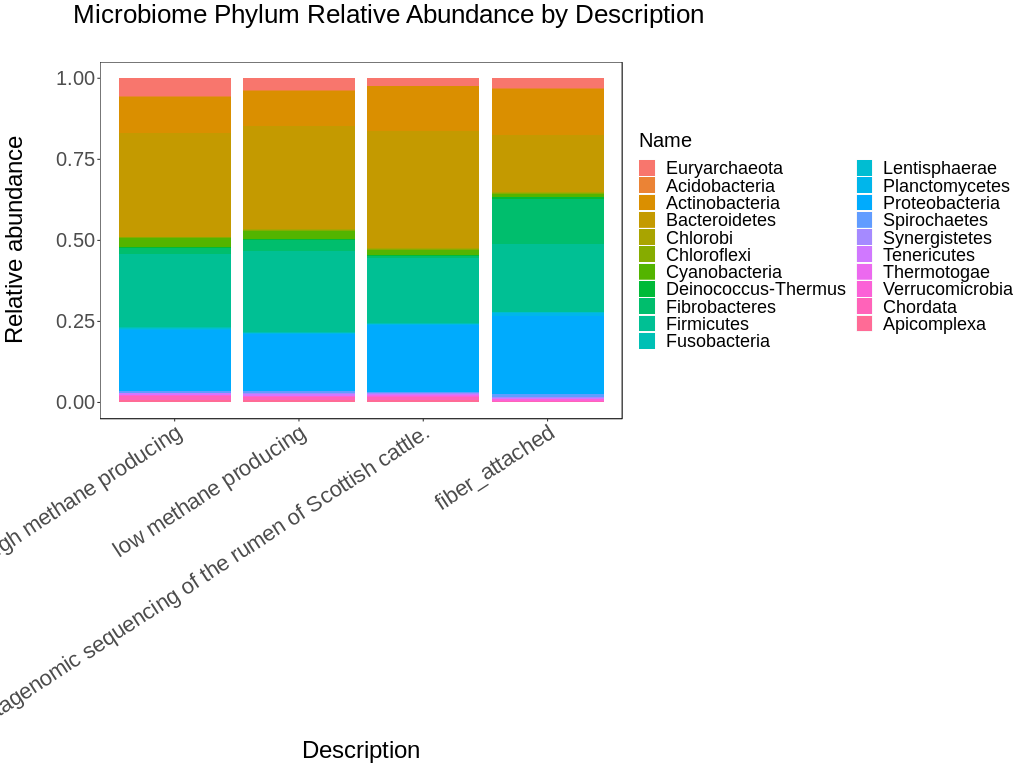 Microbiome Phylum Relative Abundance by Description
Relative abundance
1.00
0.75
0.50
0.25
0.00
methane producing
low methane producing
sequencing of the rumen of Scottish cattle.
fiber_attached
Description
Name
Euryarchaeota
Acidobacteria
Actinobacteria
Bacteroidetes
Chlorobi
Chloroflexi
Cyanobacteria
Deinococcus-Thermus
Fibrobacteres
Firmicutes
Fusobacteria
Lentisphaerae
Planctomycetes
Proteobacteria
Spirochaetes
Synergistetes
Tenericutes
Thermotogae
Verrucomicrobia
Chordata
Apicomplexa